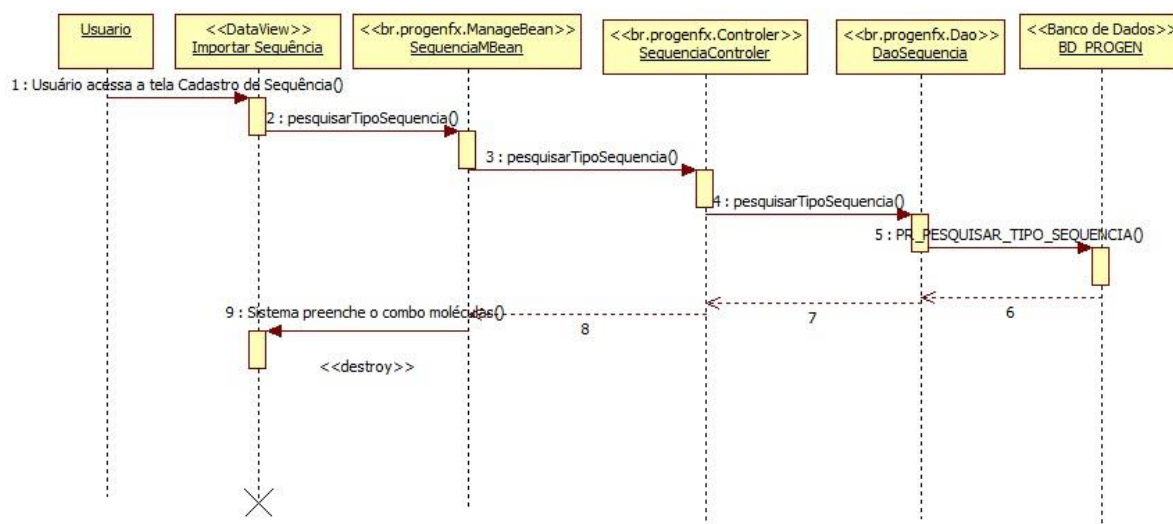 Usuario
<<DataView>>
Importar Sequência
<<br.progenfx.ManageBean>>
SequenciaMBean
<<br.progenfx.Controler>>
SequenciaControler
<<br.progenfx.Dao>>
DaoSequencia
<<Banco de Dados>>
BD_PROGEN
1 : Usuário acessa a tela Cadastro de Sequência()
2 : pesquisarTipoSequencia()
3 : pesquisarTipoSequencia()
4 : pesquisarTipoSequencia()
5 : PR_PESQUISAR_TIPO_SEQUENCIA()
6
7
8
9 : Sistema preenche o combo moléculas()
<<destroy>>